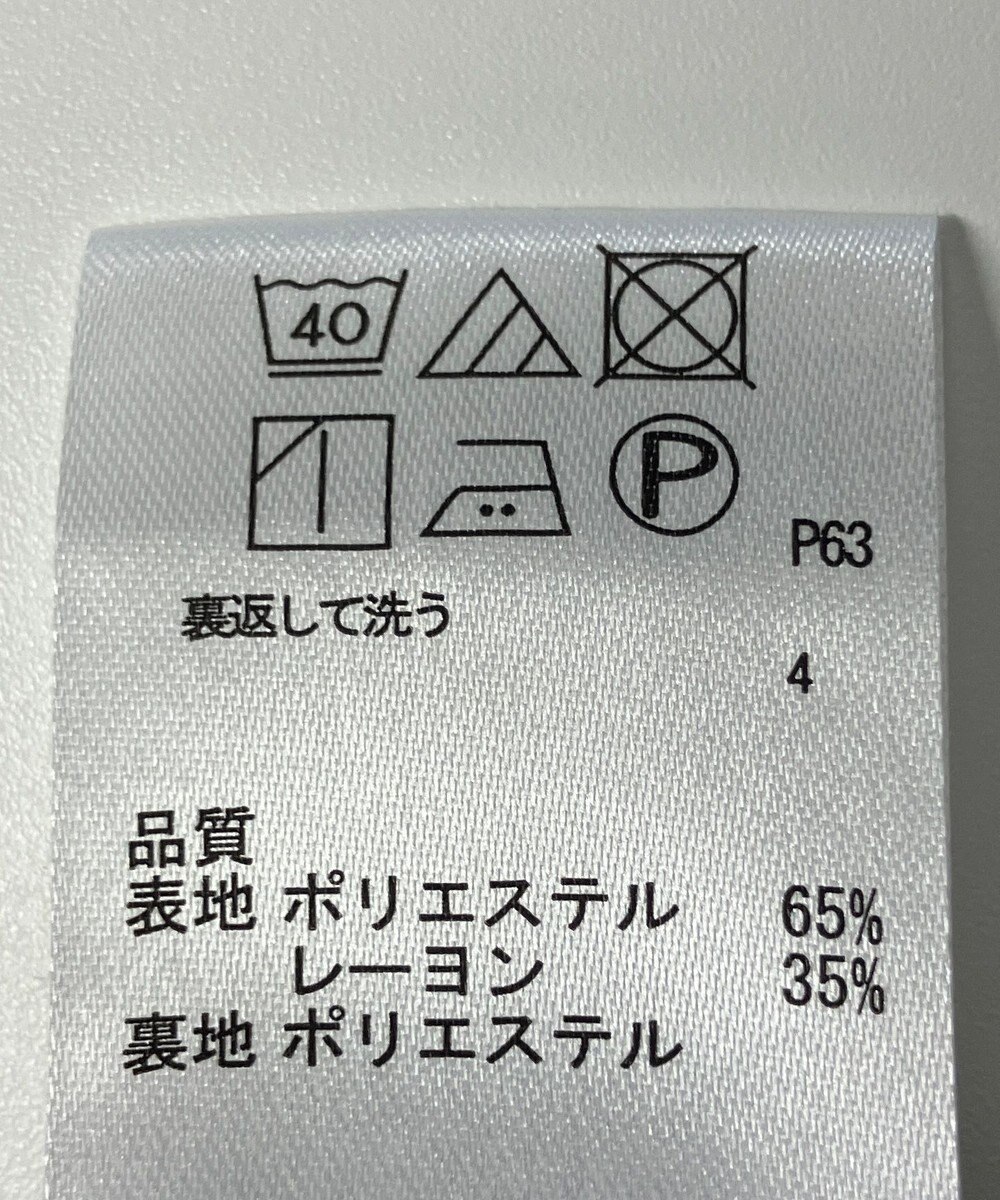 40
P
P63
裏返して洗う
4
品質
表地 ポリエステル 65%
レーヨン 35%
裏地 ポリエステル